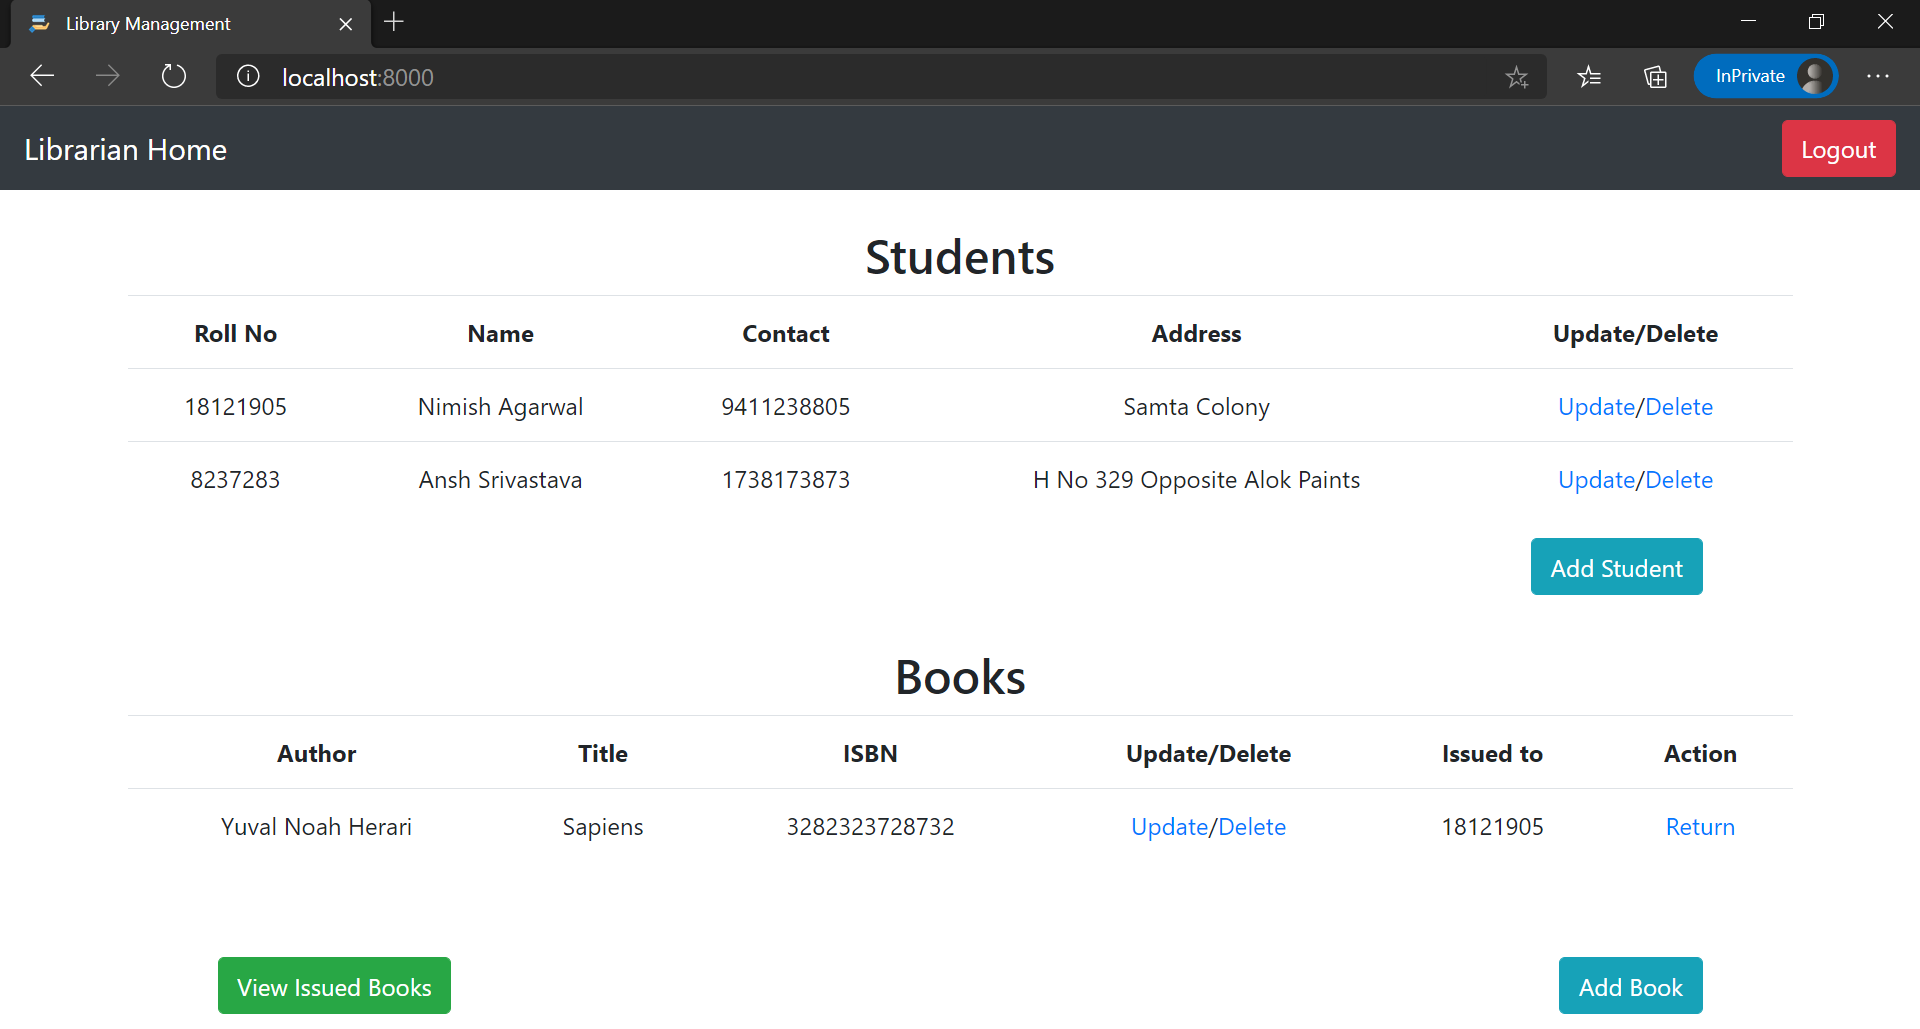 Library Management
localhost:8000
InPrivate
Librarian Home
Logout
Students
Roll No Name Contact Address Update/Delete
18121905 Nimish Agarwal 9411238805 Samta Colony Update/Delete
8237283 Ansh Srivastava 1738173873 H No 329 Opposite Alok Paints Update/Delete
Add Student
Books
Author Title ISBN Update/Delete Issued to Action
Yuval Noah Herari Sapiens 3282323728732 Update/Delete 18121905 Return
View Issued Books Add Book